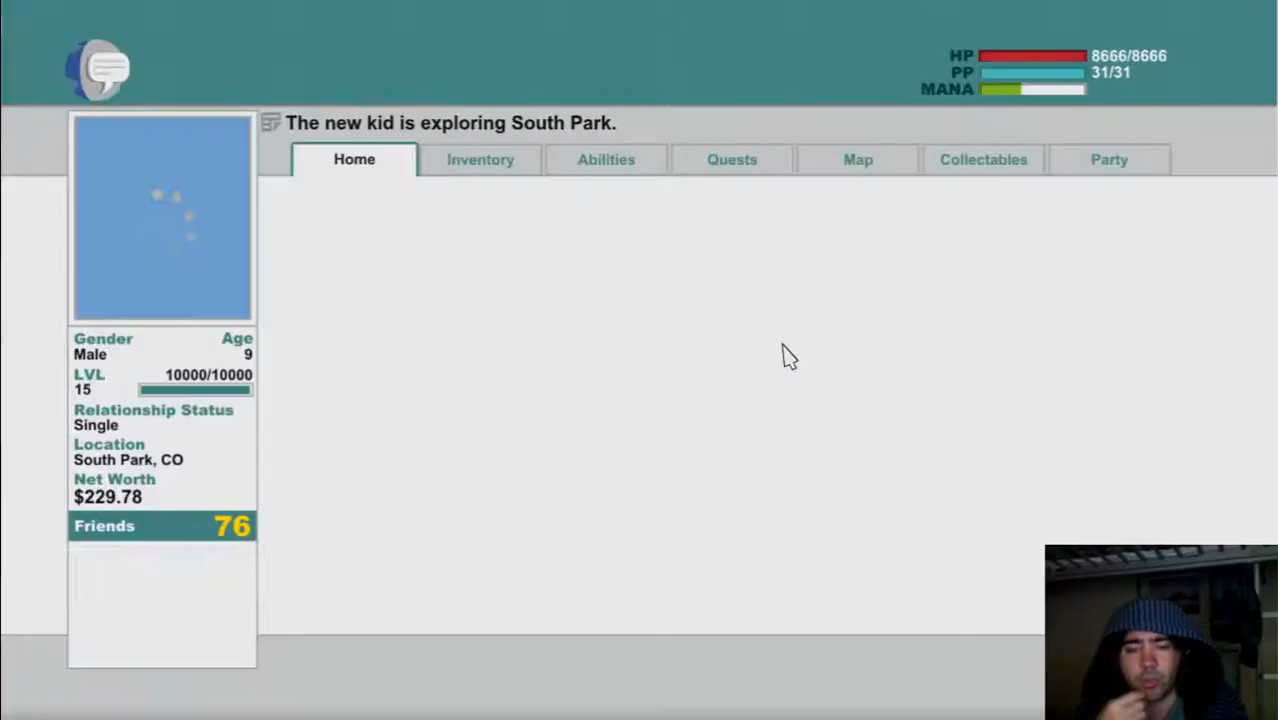 HP 8666/8666
PP 31/31
MANA
The new kid is exploring South Park.
Home Inventory Abilities Quests Map Collectables Party
Gender Age
Male 9
LVL 10000/10000
15
Relationship Status
Single
Location
South Park, CO
Net Worth
$229.78
Friends 76